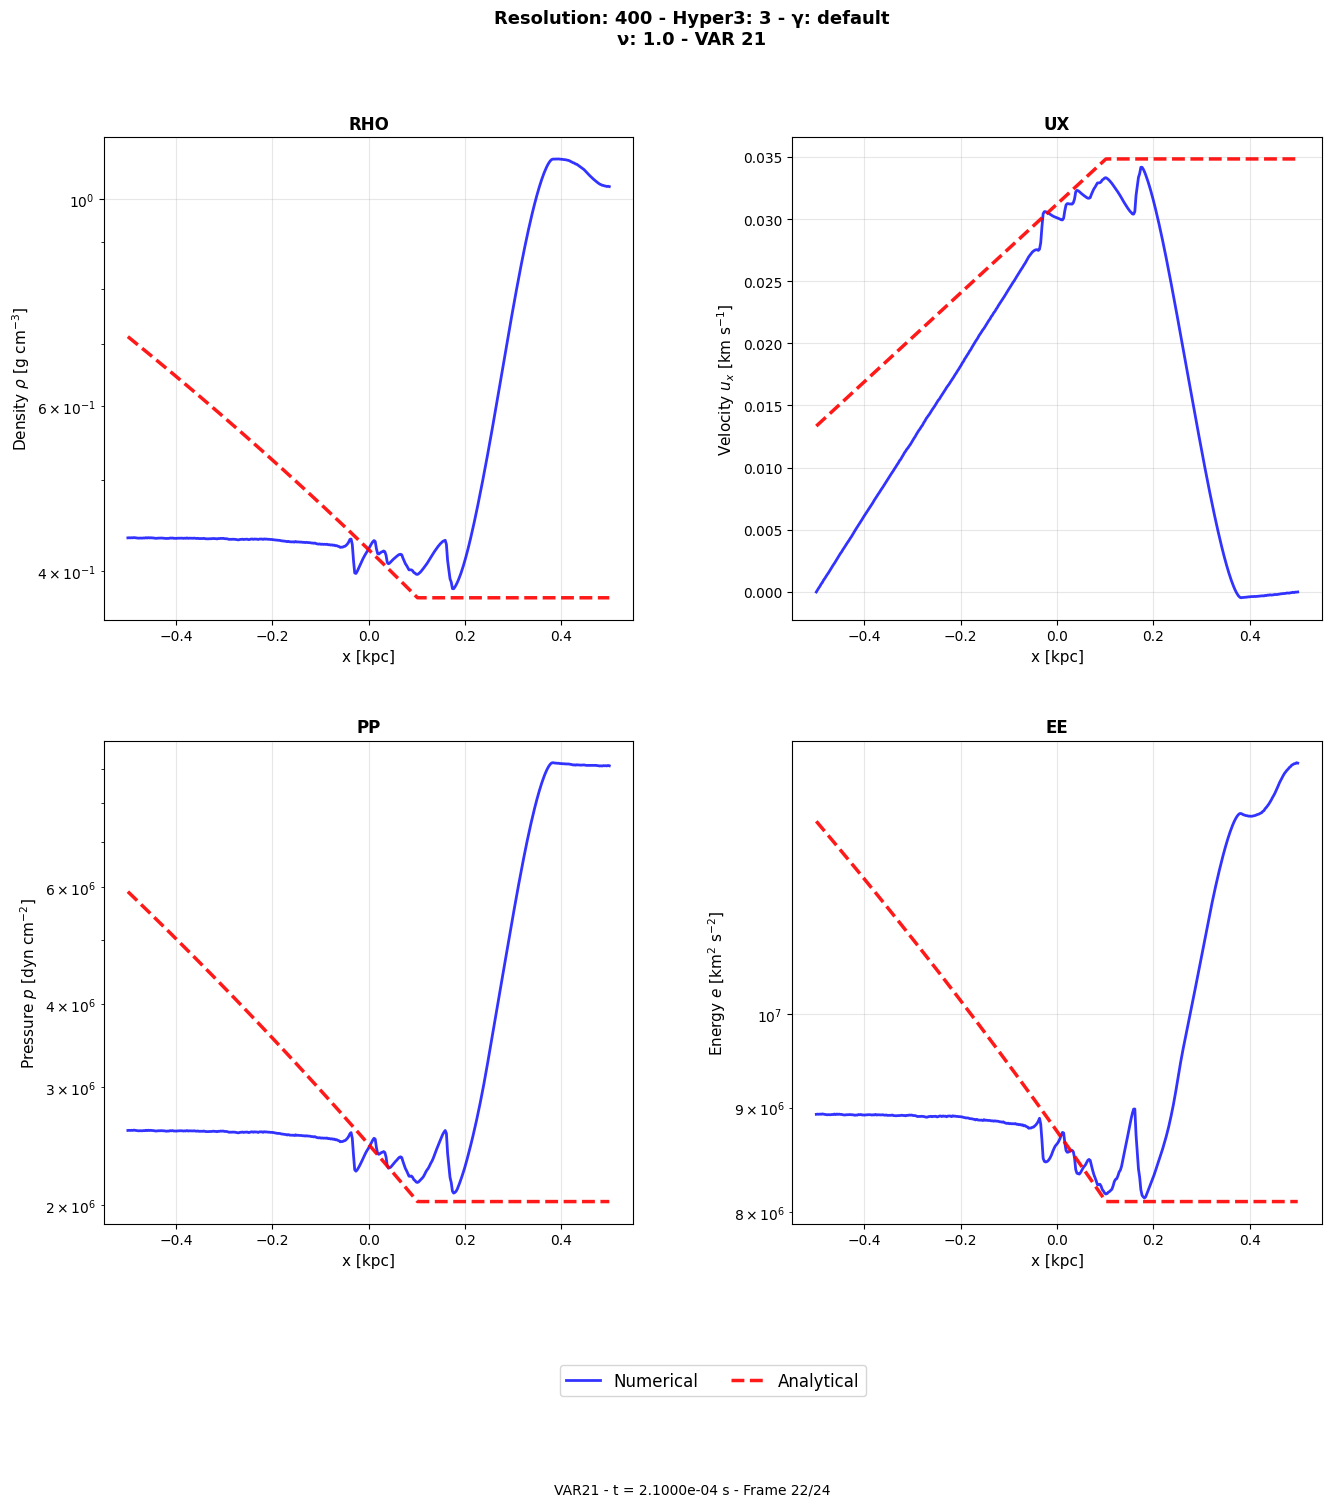 Resolution: 400 - Hyper3: 3 - γ: default
ν: 1.0 - VAR 21
RHO
Density ρ [g cm⁻³]
10⁰
6 × 10⁻¹
4 × 10⁻¹
−0.4 −0.2 0.0 0.2 0.4
x [kpc]
UX
Velocity uₓ [km s⁻¹]
0.035
0.030
0.025
0.020
0.015
0.010
0.005
0.000
−0.4 −0.2 0.0 0.2 0.4
x [kpc]
PP
Pressure p [dyn cm⁻²]
6 × 10⁶
4 × 10⁶
3 × 10⁶
2 × 10⁶
−0.4 −0.2 0.0 0.2 0.4
x [kpc]
EE
Energy e [km² s⁻²]
10⁷
9 × 10⁶
8 × 10⁶
−0.4 −0.2 0.0 0.2 0.4
x [kpc]
Numerical Analytical
VAR21 - t = 2.1000e-04 s - Frame 22/24